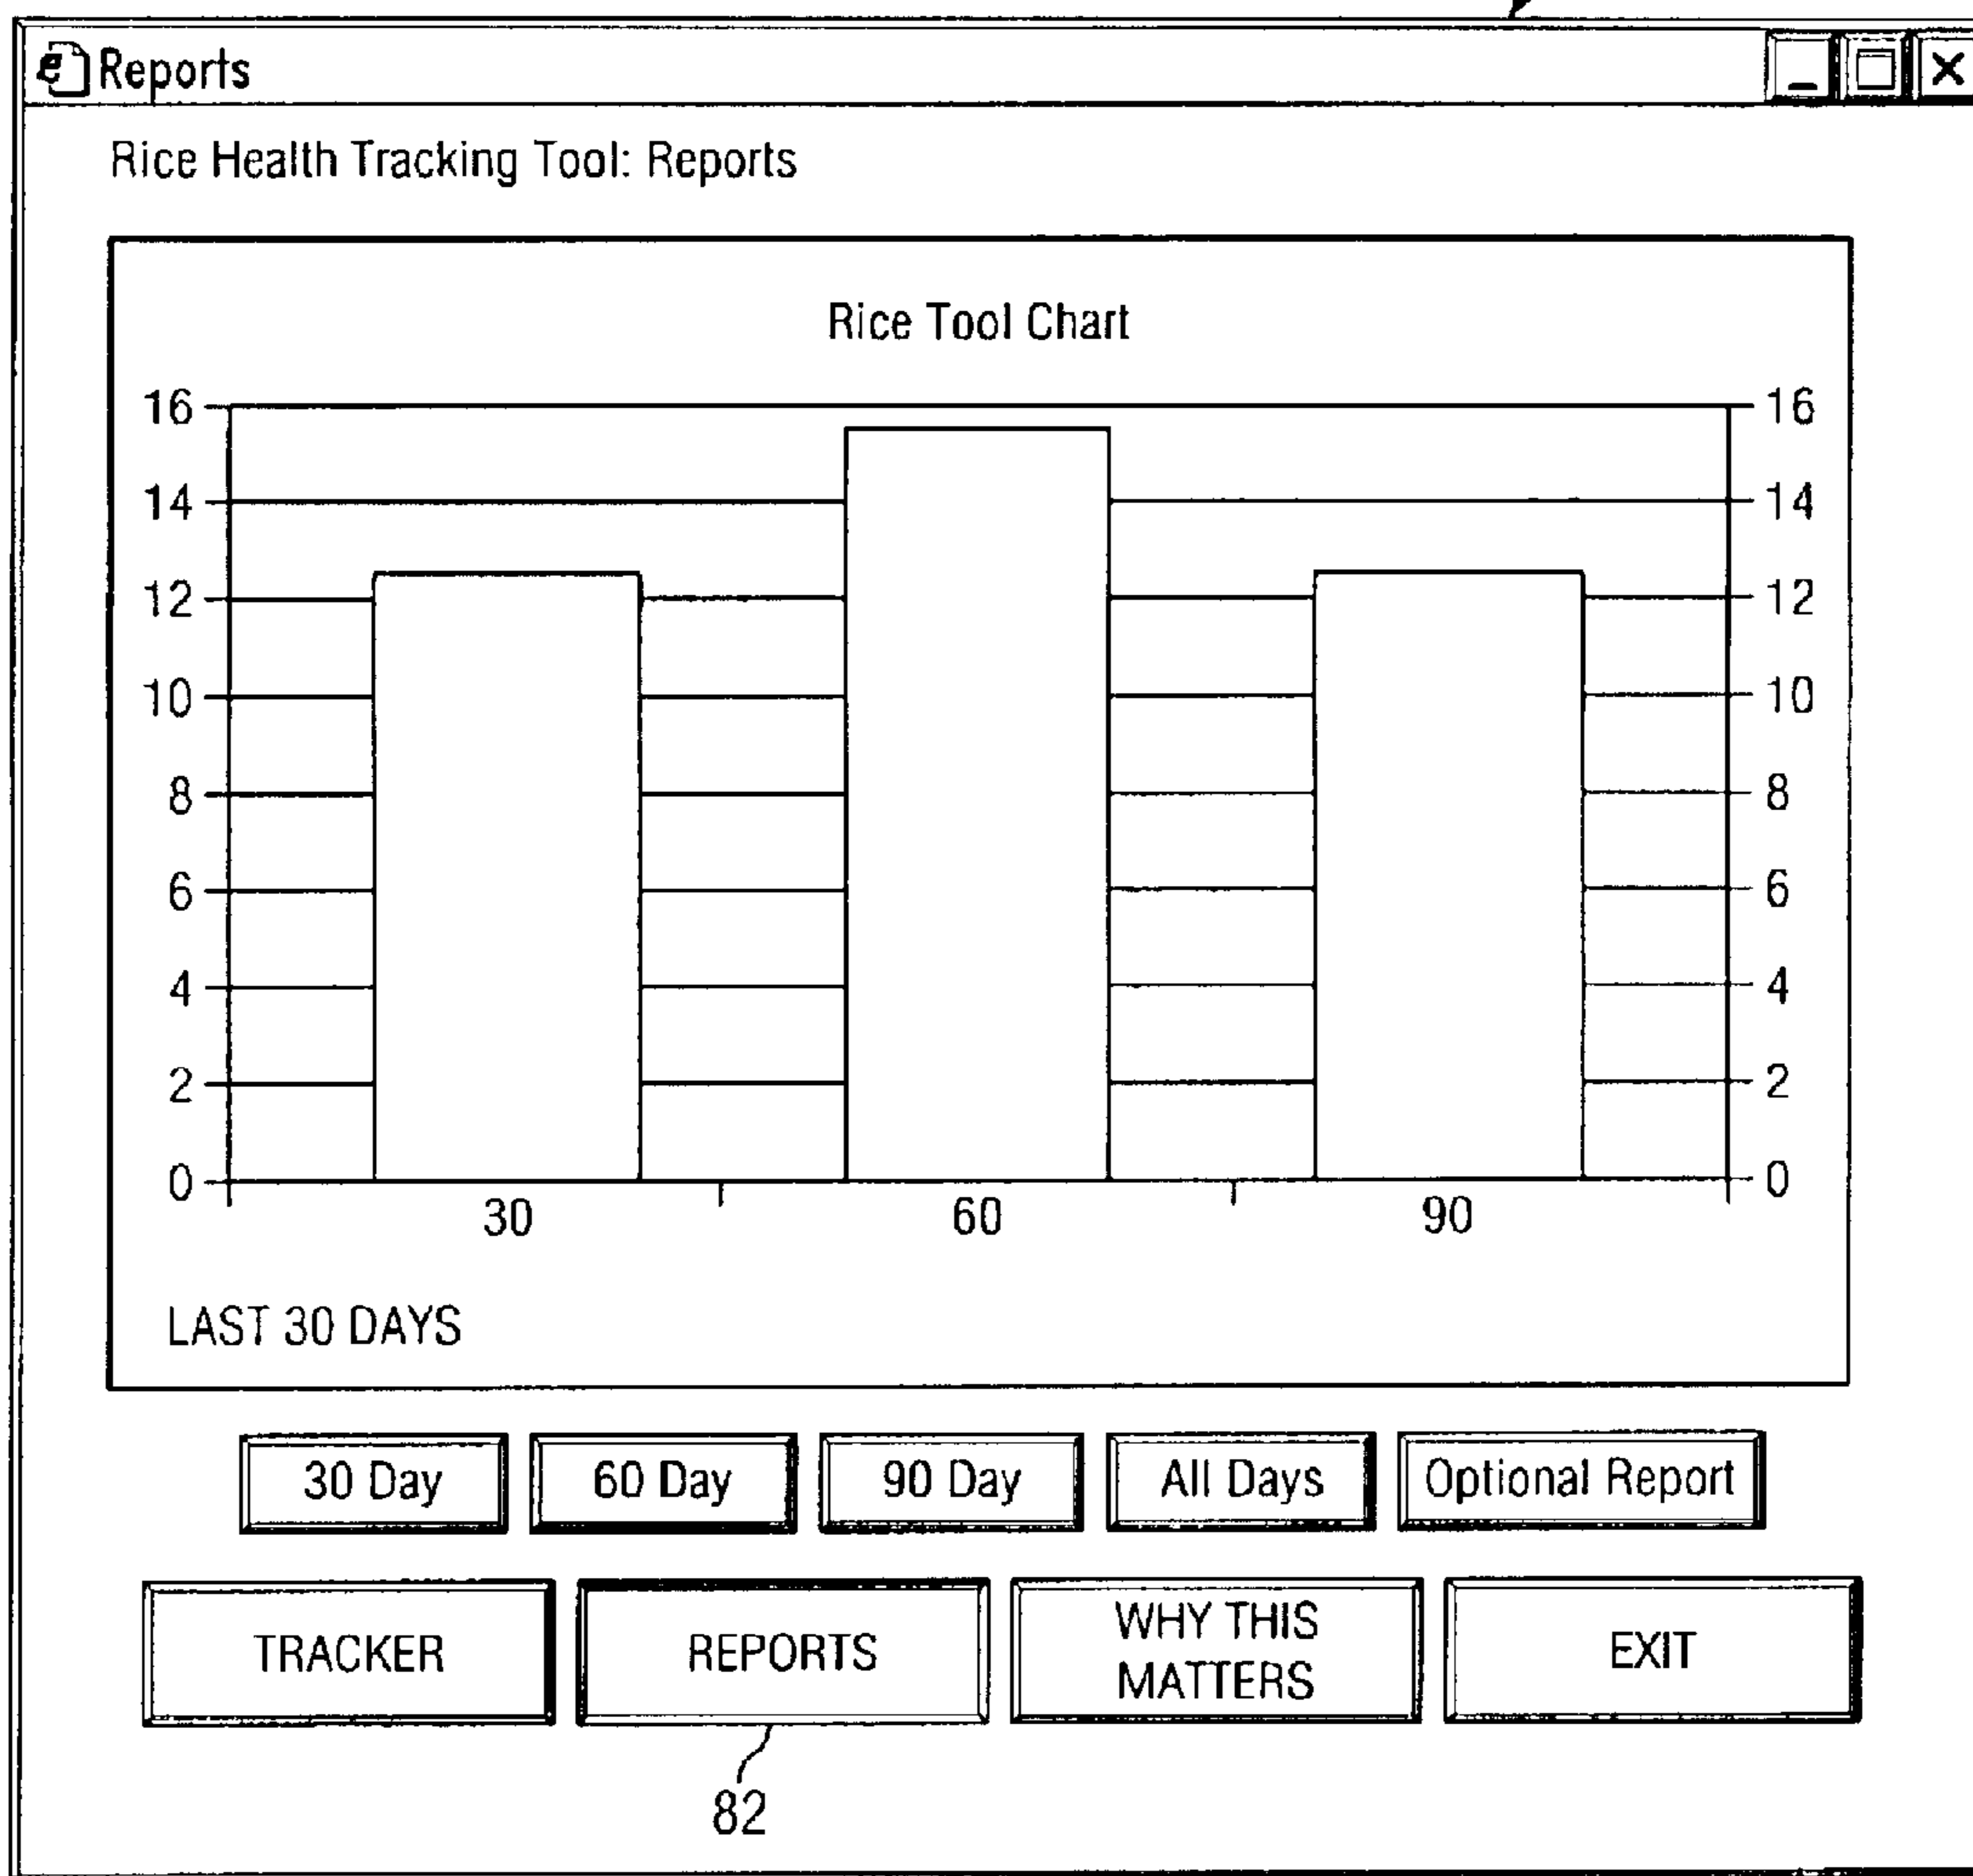 Reports
Rice Health Tracking Tool: Reports
Rice Tool Chart
16 16
14 14
12 12
10 10
8 8
6 6
4 4
2 2
0 0
30 60 90
LAST 30 DAYS
30 Day 60 Day 90 Day All Days Optional Report
TRACKER REPORTS WHY THIS MATTERS EXIT
82